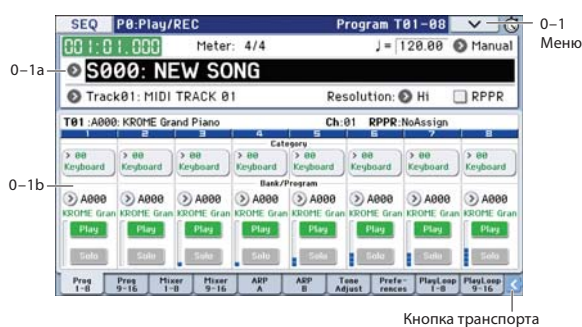 SEQ P0:Play/REC Program T01-08
0–1
Меню
001:01.000 Meter: 4/4 ♩= 120.00 Manual
0–1a
S000: NEW SONG
Track01: MIDI TRACK 01 Resolution: Hi RPPR
T01 :A000: KROME Grand Piano Ch:01 RPPR:NoAssign
1 2 3 4 5 6 7 8
Category
00 00 00 00 00 00 00 00
Keyboard Keyboard Keyboard Keyboard Keyboard Keyboard Keyboard Keyboard
Bank/Program
0–1b
A000 A000 A000 A000 A000 A000 A000 A000
KROME Gran KROME Gran KROME Gran KROME Gran KROME Gran KROME Gran KROME Gran KROME Gran
Play Play Play Play Play Play Play Play
Solo Solo Solo Solo Solo Solo Solo Solo
Prog 1-8 Prog 9-16 Mixer 1-8 Mixer 9-16 ARP A ARP B Tone Adjust Prefe-rences PlayLoop 1-8 PlayLoop 9-16
Кнопка транспорта